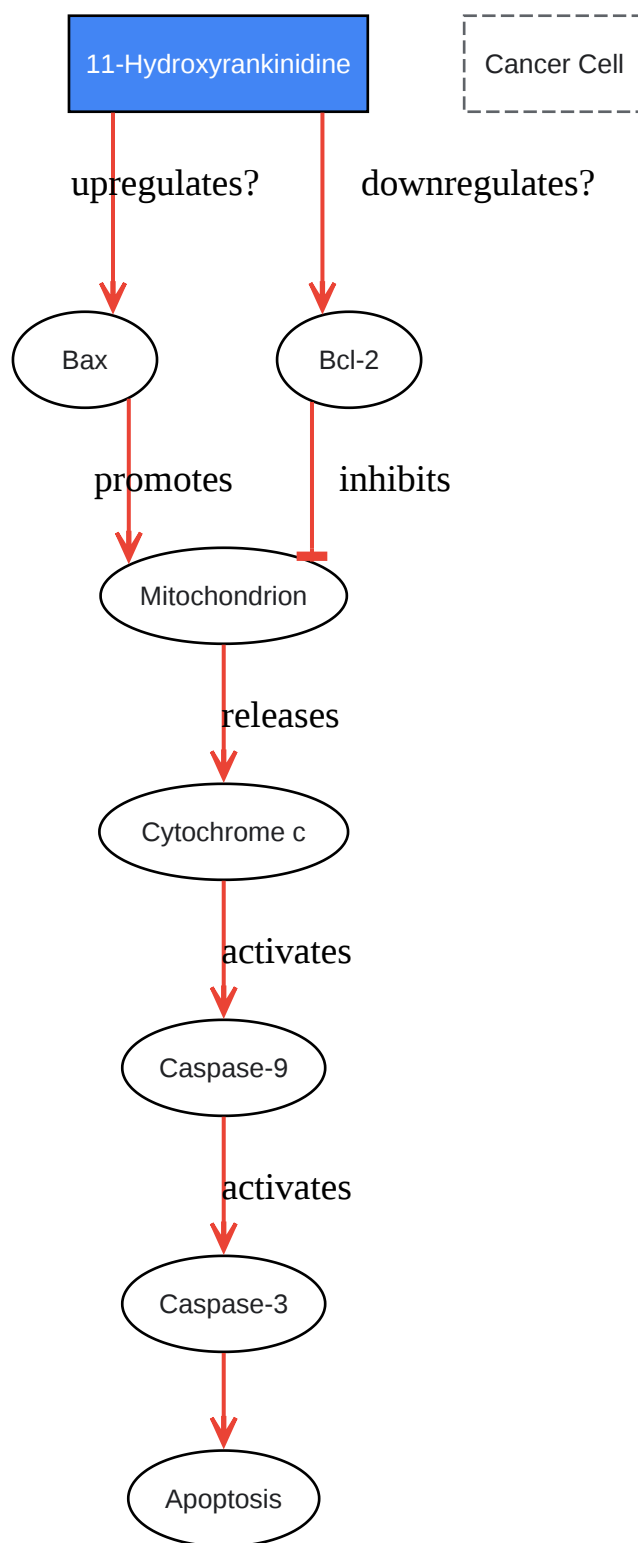 11-Hydroxyrankinidine
Cancer Cell
upregulates?
downregulates?
Bax
Bcl-2
promotes
inhibits
Mitochondrion
releases
Cytochrome c
activates
Caspase-9
activates
Caspase-3
Apoptosis